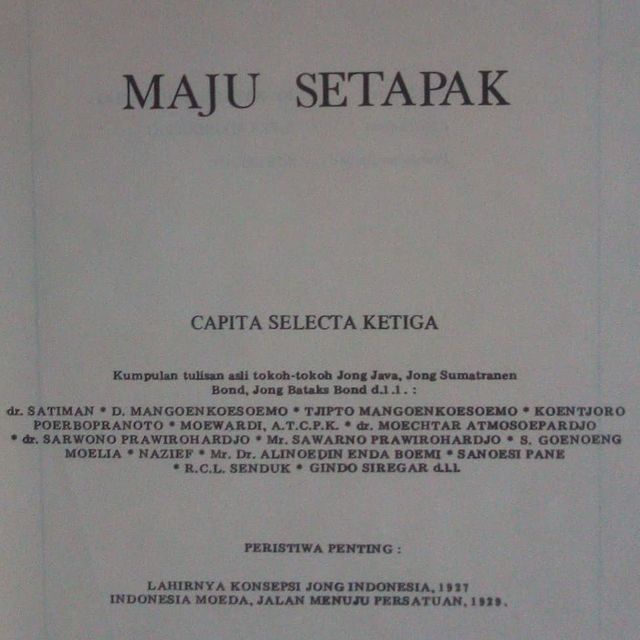 MAJU SETAPAK
CAPITA SELECTA KETIGA
Kumpulan tulisan asli tokoh-tokoh Jong Java, Jong Sumatranen
Bond, Jong Bataks Bond d.l.l. :
dr. SATIMAN * D. MANGOENKOESOEMO * TJIPTO MANGOENKOESOEMO * KOENTJORO
POERBOPRANOTO * MOEWARDI, A.T.C.P.K. * dr. MOECHTAR ATMOSOEPARDJO
* dr. SARWONO PRAWIROHARDJO * Mr. SAWARNO PRAWIROHARDJO * S. GOENOENG
MOELIA * NAZIEF * Mr. Dr. ALINOEDIN ENDA BOEMI * SANOESI PANE
* R.C.L. SENDUK * GINDO SIREGAR d.l.l.
PERISTIWA PENTING :
LAHIRNYA KONSEPSI JONG INDONESIA, 1927
INDONESIA MOEDA, JALAN MENUJU PERSATUAN, 1929.